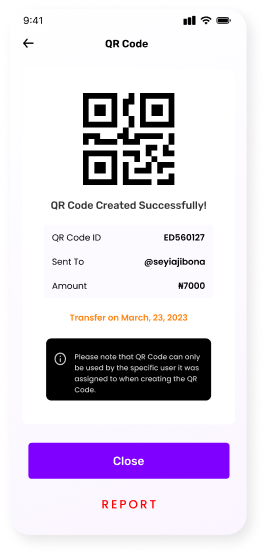 9:41
QR Code
QR Code Created Successfully!
QR Code ID ED560127
Sent To @seyiajibona
Amount ₦7000
Transfer on March, 23, 2023
Please note that QR Code can only
be used by the specific user it was
assigned to when creating the QR
Code.
Close
REPORT